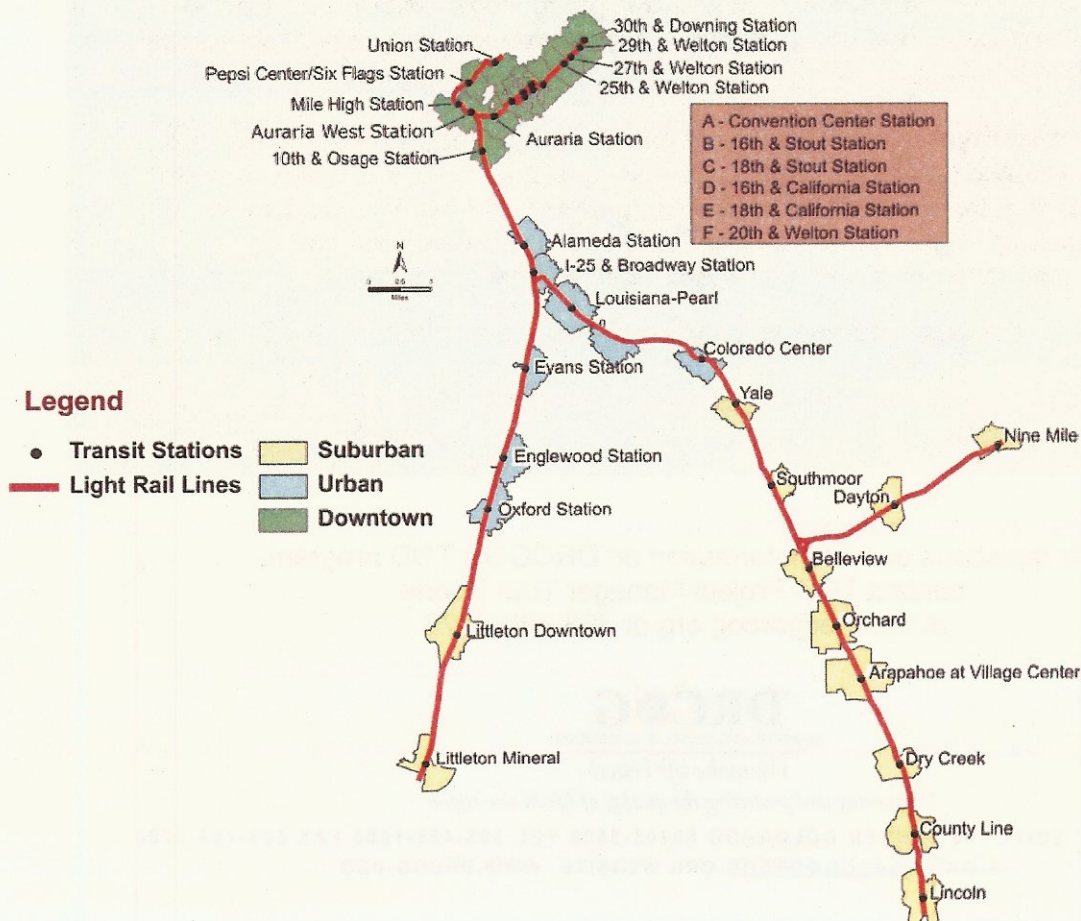 30th & Downing Station
Union Station
29th & Welton Station
Pepsi Center/Six Flags Station
27th & Welton Station
25th & Welton Station
Mile High Station
Auraria West Station
Auraria Station
10th & Osage Station
A - Convention Center Station
B - 16th & Stout Station
C - 18th & Stout Station
D - 16th & California Station
E - 18th & California Station
F - 20th & Welton Station
Alameda Station
I-25 & Broadway Station
N
Miles
Louisiana-Pearl
Colorado Center
Evans Station
Yale
Legend
Transit Stations
Light Rail Lines
Suburban
Urban
Downtown
Nine Mile
Englewood Station
Southmoor
Dayton
Oxford Station
Belleview
Orchard
Littleton Downtown
Arapahoe at Village Center
DRCOG
Littleton Mineral
Dry Creek
County Line
Lincoln